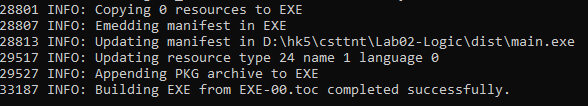 28801 INFO: Copying 0 resources to EXE
28807 INFO: Emedding manifest in EXE
28813 INFO: Updating manifest in D:\hk5\csttnt\Lab02-Logic\dist\main.exe
29517 INFO: Updating resource type 24 name 1 language 0
29527 INFO: Appending PKG archive to EXE
33187 INFO: Building EXE from EXE-00.toc completed successfully.